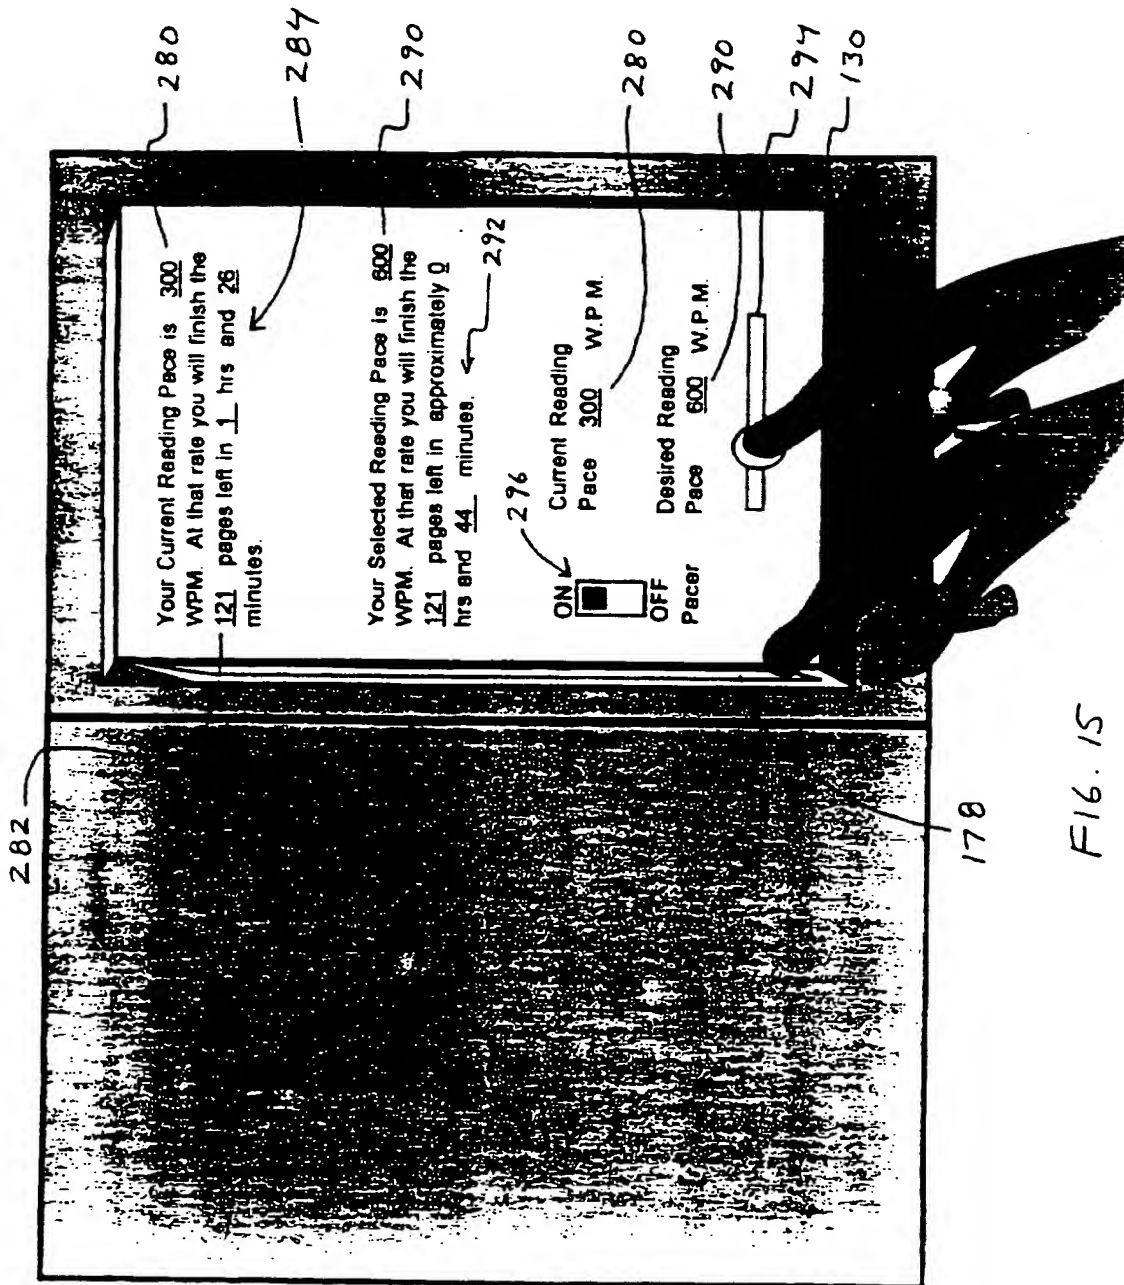 282
Your Current Reading Pace is 300
WPM. At that rate you will finish the
121 pages left in 1 hrs and 26
minutes.
280
284
Your Selected Reading Pace is 600
WPM. At that rate you will finish the
121 pages left in approximately 0
hrs and 44 minutes.
290
292
296
ON
OFF
Pacer
Current Reading
Pace 300 W.P.M.
280
Desired Reading
Pace 600 W.P.M.
290
294
130
178
FIG. 15